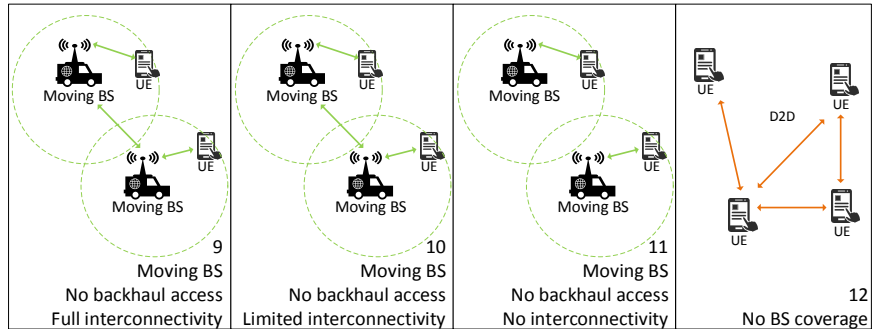 UE
Moving BS
UE
Moving BS
9
Moving BS
No backhaul access
Full interconnectivity
UE
Moving BS
UE
Moving BS
10
Moving BS
No backhaul access
Limited interconnectivity
UE
Moving BS
UE
Moving BS
11
Moving BS
No backhaul access
No interconnectivity
UE
UE
D2D
UE
UE
12
No BS coverage